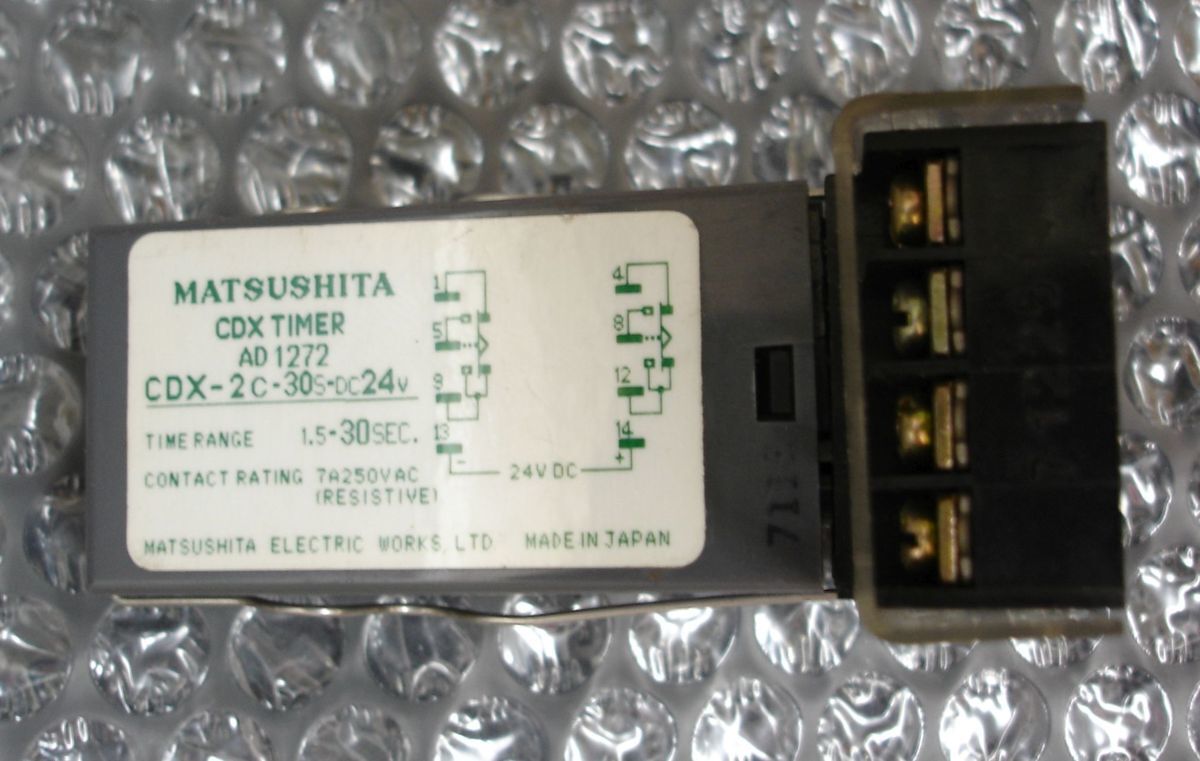 MATSUSHITA
CDX TIMER
AD 1272
CDX-2C-30S-DC24V
TIME RANGE 1.5-30SEC.
CONTACT RATING 7A250VAC
(RESISTIVE)
MATSUSHITA ELECTRIC WORKS, LTD MADE IN JAPAN
1 4
5 8
9 12
13 14
- 24V DC +